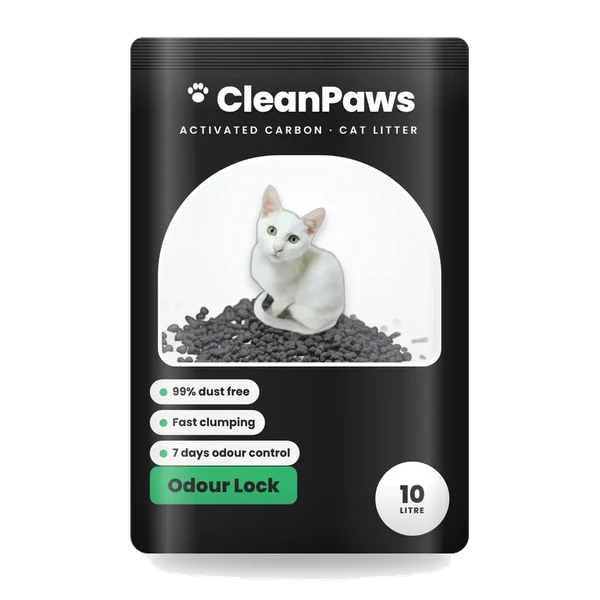 CleanPaws
ACTIVATED CARBON · CAT LITTER
99% dust free
Fast clumping
7 days odour control
Odour Lock
10
LITRE